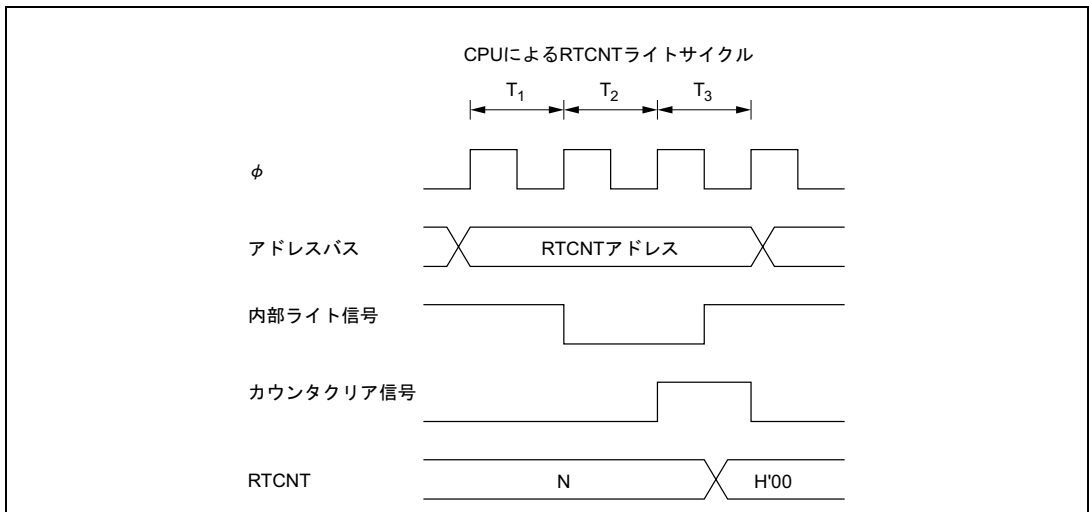 CPUによるRTCNTライトサイクル
T₁ T₂ T₃
φ
アドレスバス RTCNTアドレス
内部ライト信号
カウンタクリア信号
RTCNT N H'00